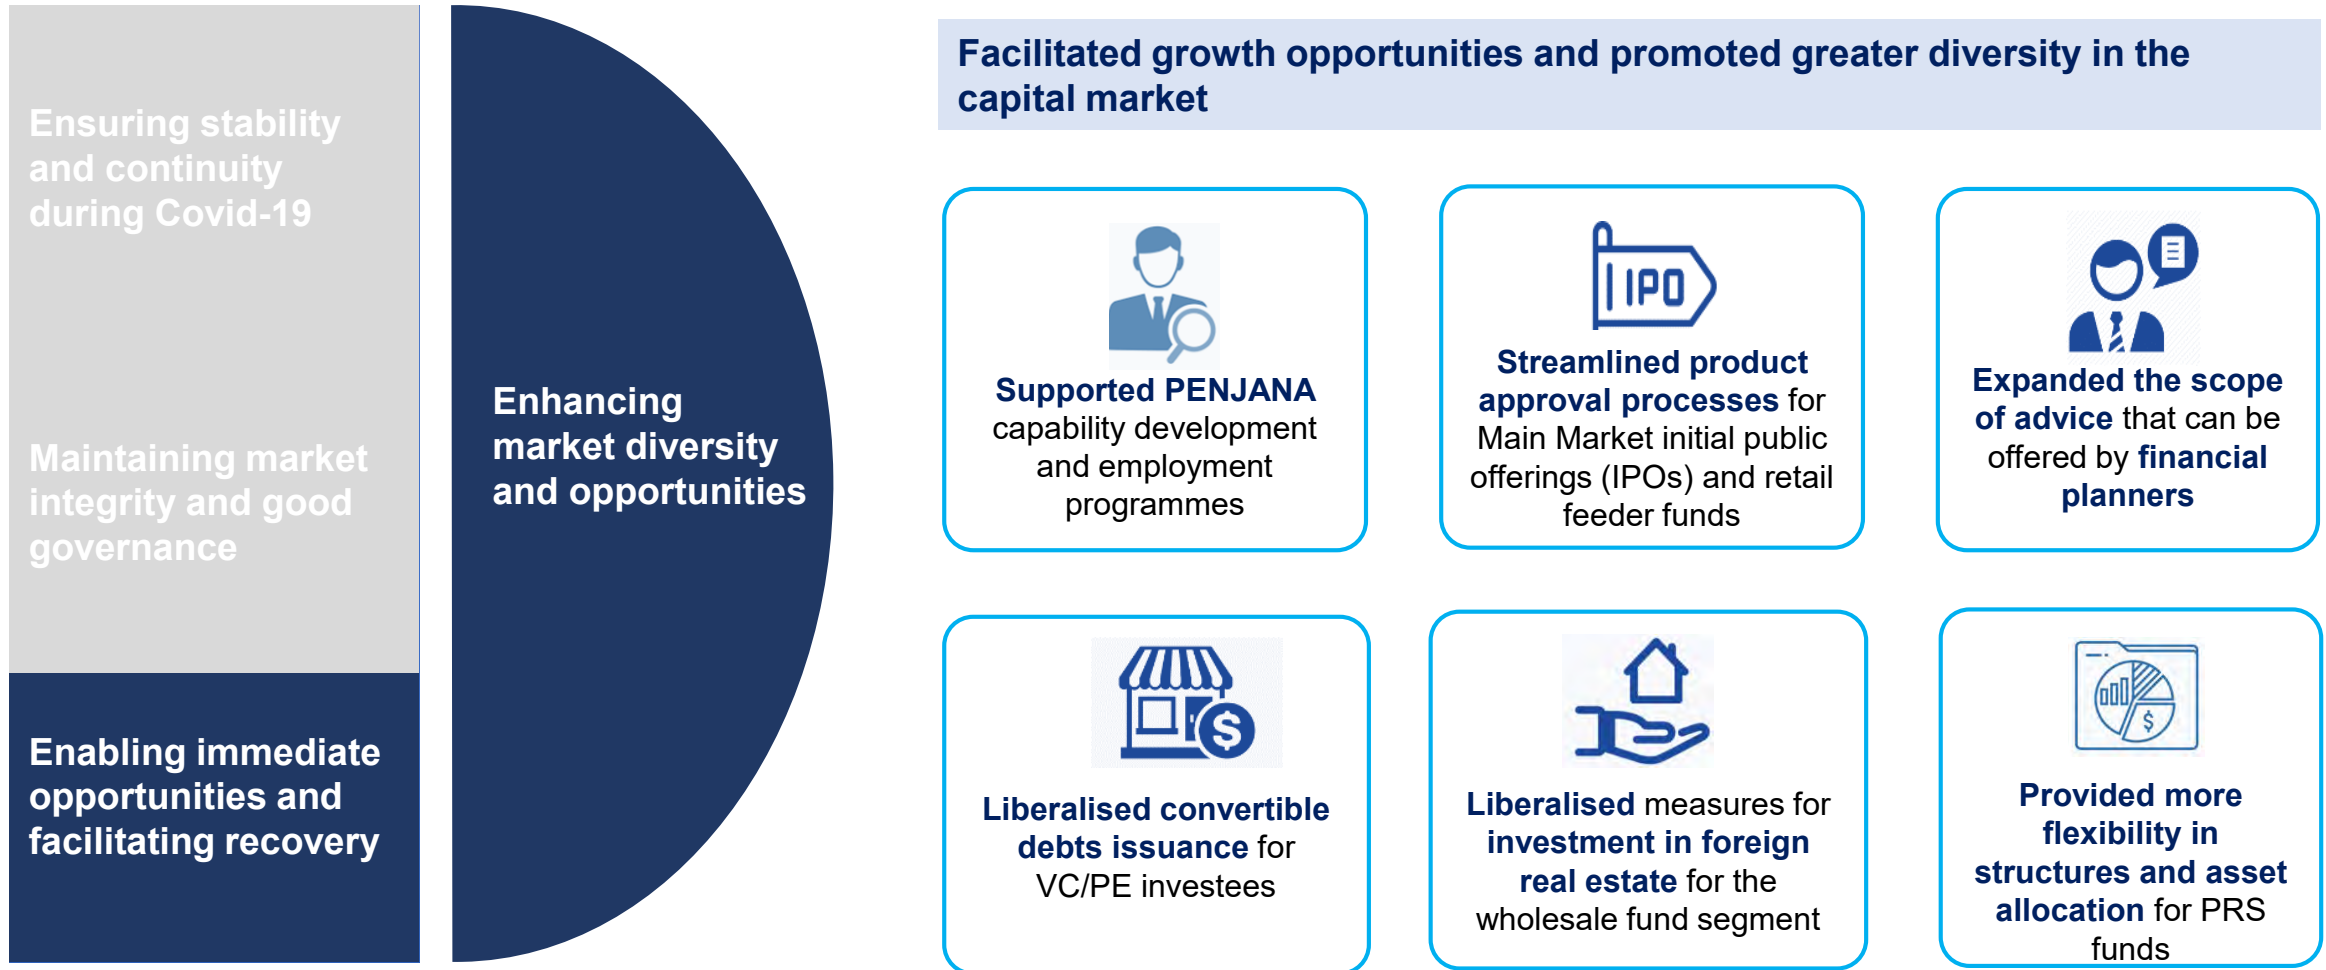 Ensuring stability
and continuity
during Covid-19
Maintaining market
integrity and good
governance
Enabling immediate
opportunities and
facilitating recovery
Enhancing
market diversity
and opportunities
Facilitated growth opportunities and promoted greater diversity in the
capital market
Supported PENJANA
capability development
and employment
programmes
IPO
Streamlined product
approval processes for
Main Market initial public
offerings (IPOs) and retail
feeder funds
Expanded the scope
of advice that can be
offered by financial
planners
$
Liberalised convertible
debts issuance for
VC/PE investees
Liberalised measures for
investment in foreign
real estate for the
wholesale fund segment
$
Provided more
flexibility in
structures and asset
allocation for PRS
funds